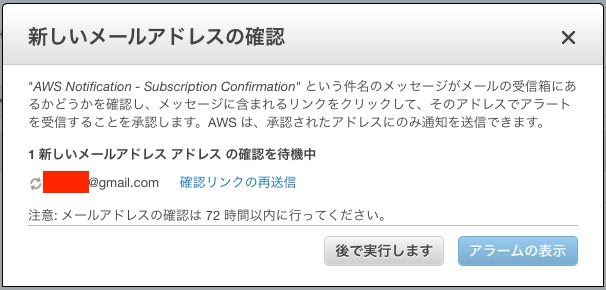 新しいメールアドレスの確認
"AWS Notification - Subscription Confirmation" という件名のメッセージがメールの受信箱にあ
るかどうかを確認し、メッセージに含まれるリンクをクリックして、そのアドレスでアラート
を受信することを承認します。AWS は、承認されたアドレスにのみ通知を送信できます。
1 新しいメールアドレス アドレス の確認を待機中
@gmail.com 確認リンクの再送信
注意: メールアドレスの確認は 72 時間以内に行ってください。
後で実行します アラームの表示